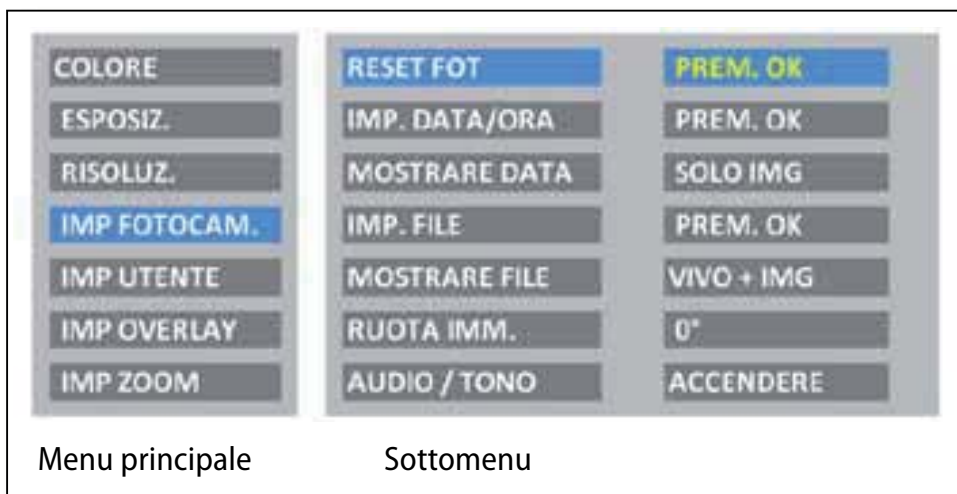 COLORE RESET FOT PREM. OK
ESPOSIZ. IMP. DATA/ORA PREM. OK
RISOLUZ. MOSTRARE DATA SOLO IMG
IMP FOTOCAM. IMP. FILE PREM. OK
IMP UTENTE MOSTRARE FILE VIVO + IMG
IMP OVERLAY RUOTA IMM. 0°
IMP ZOOM AUDIO / TONO ACCENDERE
Menu principale Sottomenu